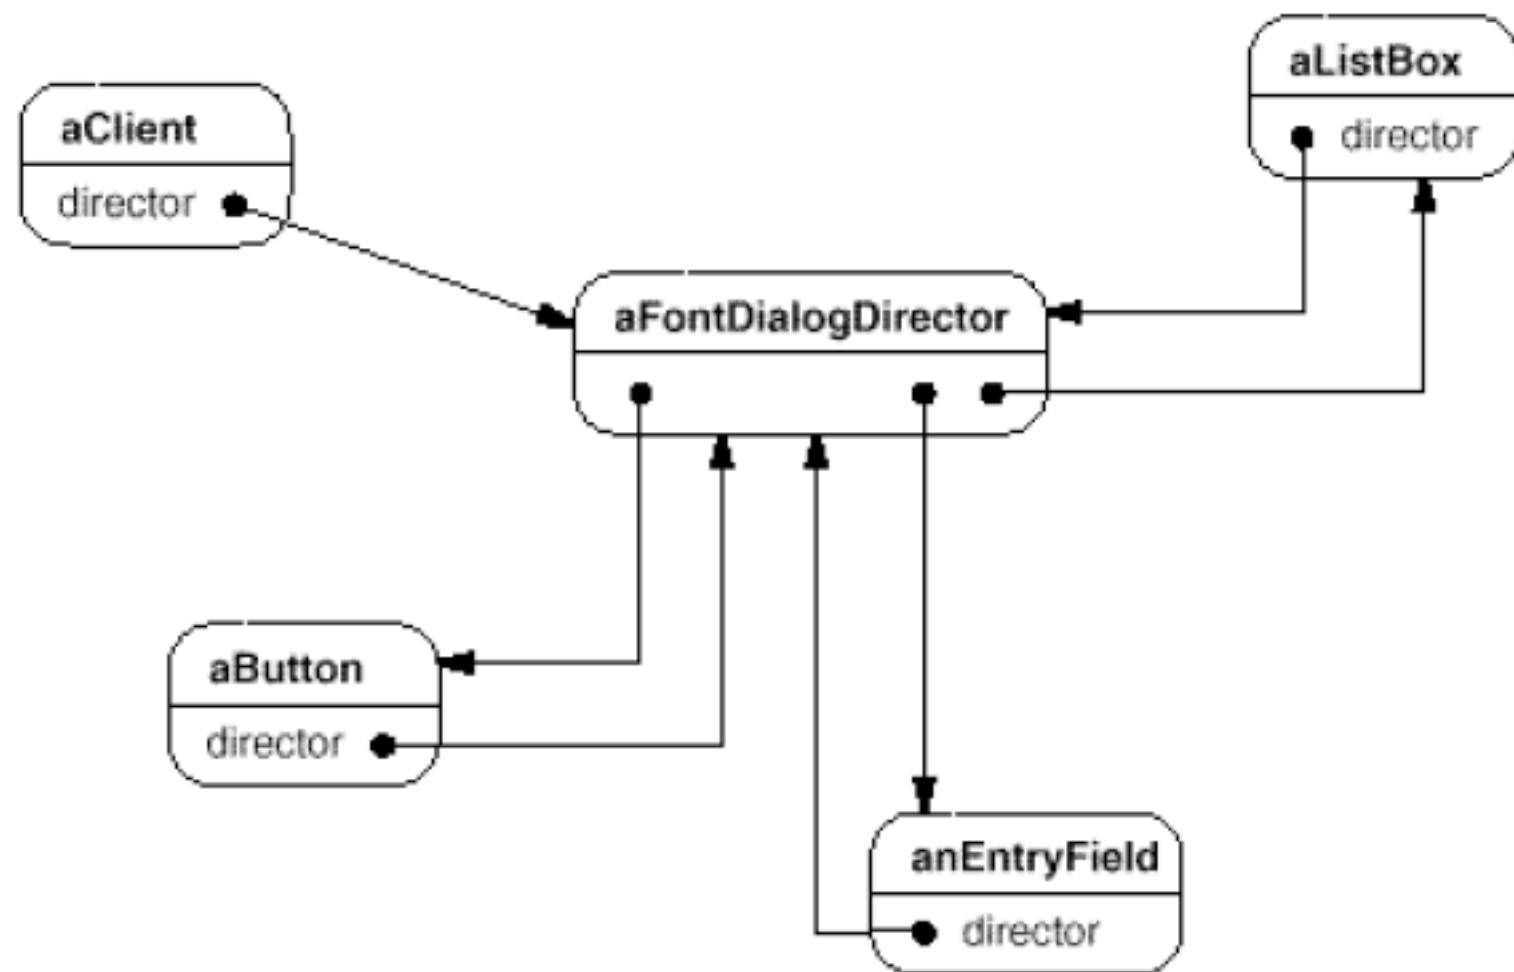 aListBox
director
aClient
director
aFontDialogDirector
aButton
director
anEntryField
director